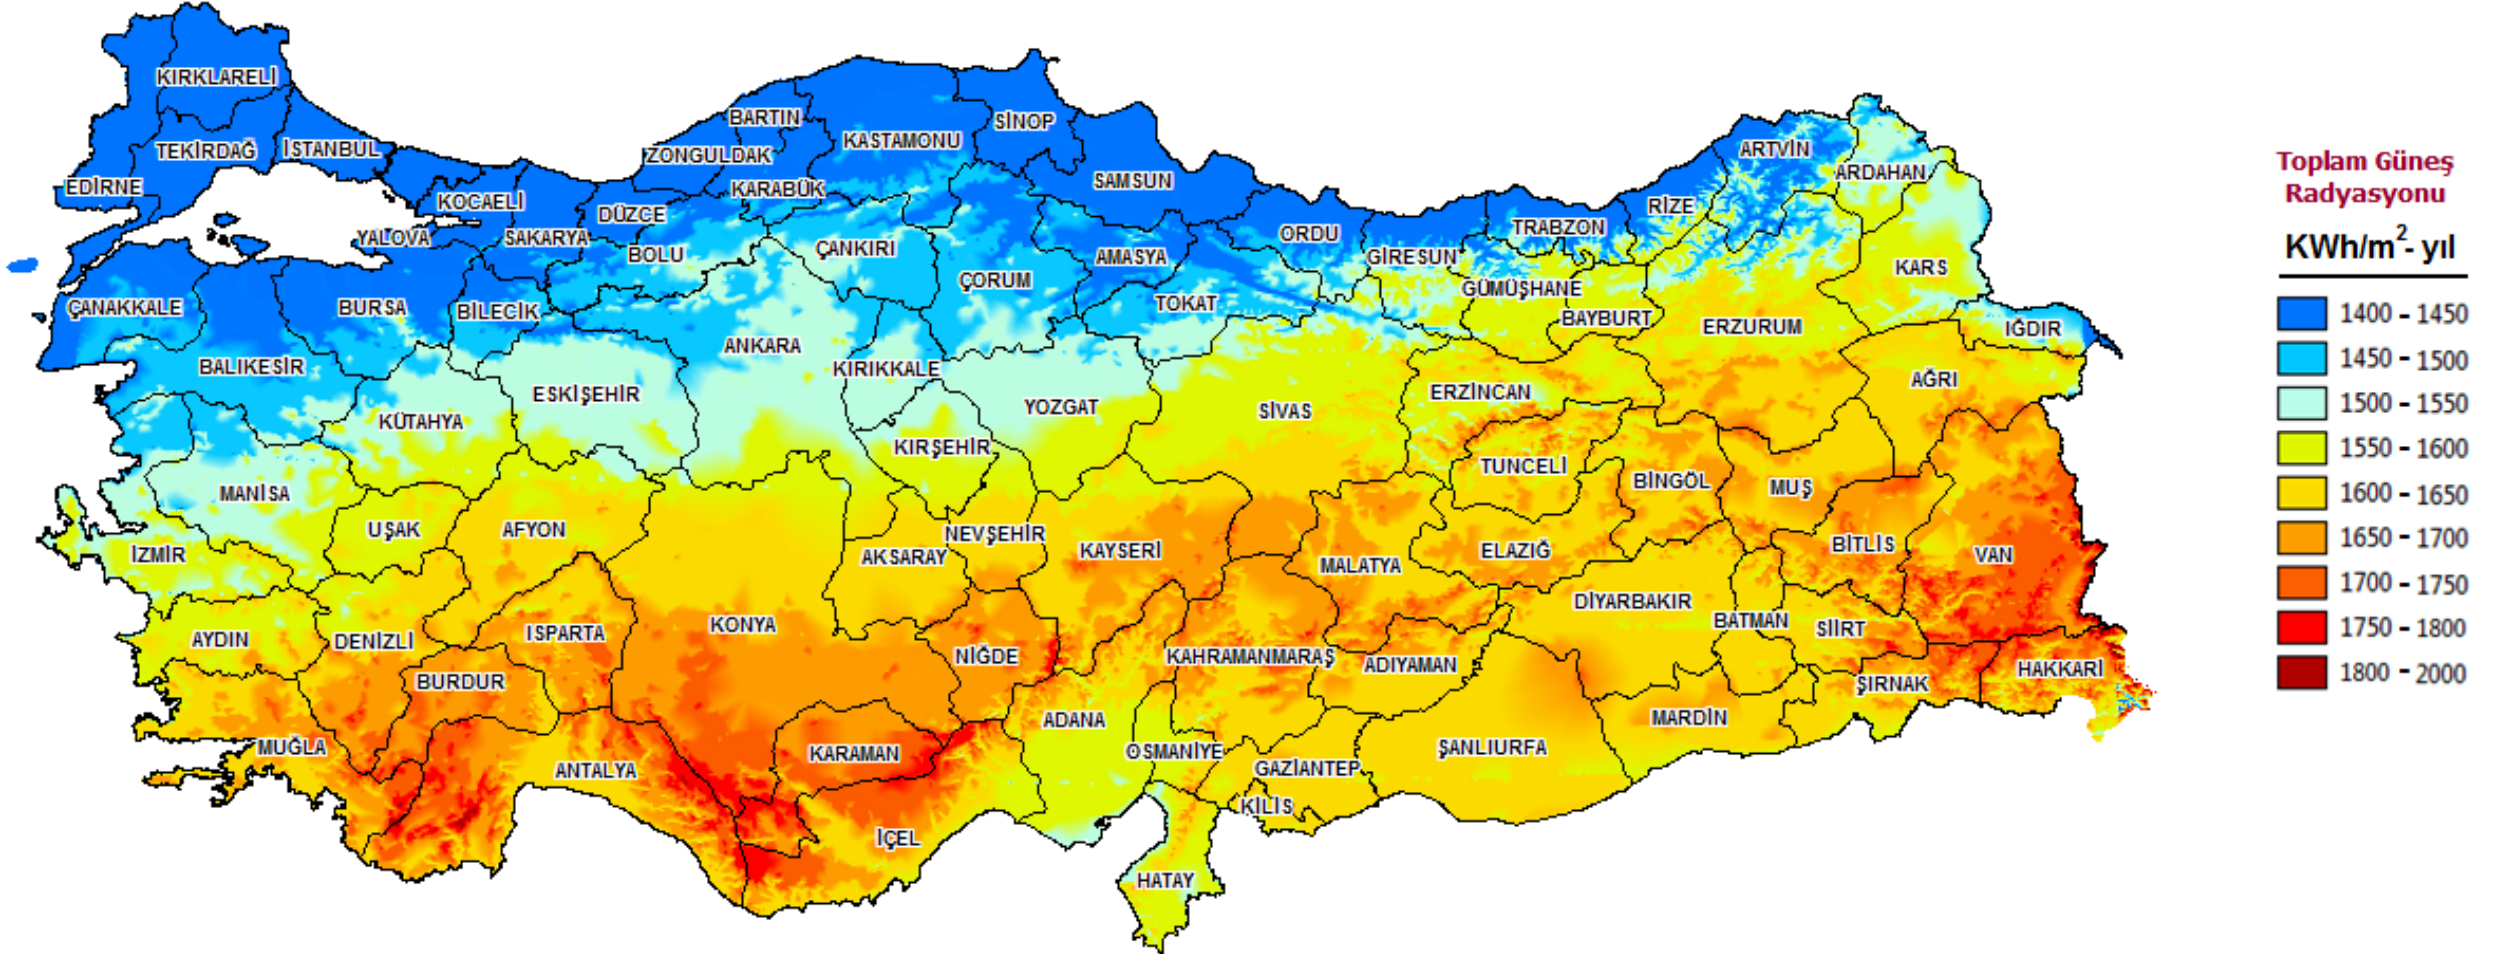 KIRKLARELİ
TEKİRDAĞ
İSTANBUL
EDİRNE
KOCAELİ
YALOVA
SAKARYA
DÜZCE
BOLU
ZONGULDAK
BARTIN
KARABÜK
KASTAMONU
SİNOP
SAMSUN
ÇANKIRI
ÇORUM
AMASYA
TOKAT
ORDU
GİRESUN
TRABZON
RİZE
ARTVİN
ARDAHAN
KARS
IĞDIR
GÜMÜŞHANE
BAYBURT
ERZURUM
AĞRI
ÇANAKKALE
BALIKESİR
BURSA
BİLECİK
KÜTAHYA
ESKİŞEHİR
ANKARA
KIRIKKALE
KIRŞEHİR
YOZGAT
SİVAS
ERZİNCAN
TUNCELİ
BİNGÖL
MUŞ
BİTLİS
VAN
MANİSA
İZMİR
UŞAK
AFYON
AKSARAY
NEVŞEHİR
KAYSERİ
MALATYA
ELAZIĞ
DİYARBAKIR
BATMAN
SİİRT
ŞIRNAK
HAKKARİ
AYDIN
DENİZLİ
ISPARTA
BURDUR
KONYA
NİĞDE
KAHRAMANMARAŞ
ADIYAMAN
MARDİN
ŞANLIURFA
MUĞLA
ANTALYA
KARAMAN
İÇEL
ADANA
OSMANİYE
GAZİANTEP
KİLİS
HATAY
Toplam Güneş
Radyasyonu
KWh/m²- yıl
1400 - 1450
1450 - 1500
1500 - 1550
1550 - 1600
1600 - 1650
1650 - 1700
1700 - 1750
1750 - 1800
1800 - 2000